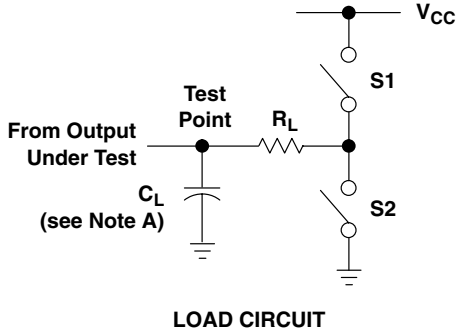 VCC
S1
Test
Point
RL
From Output
Under Test
CL
(see Note A)
S2
LOAD CIRCUIT